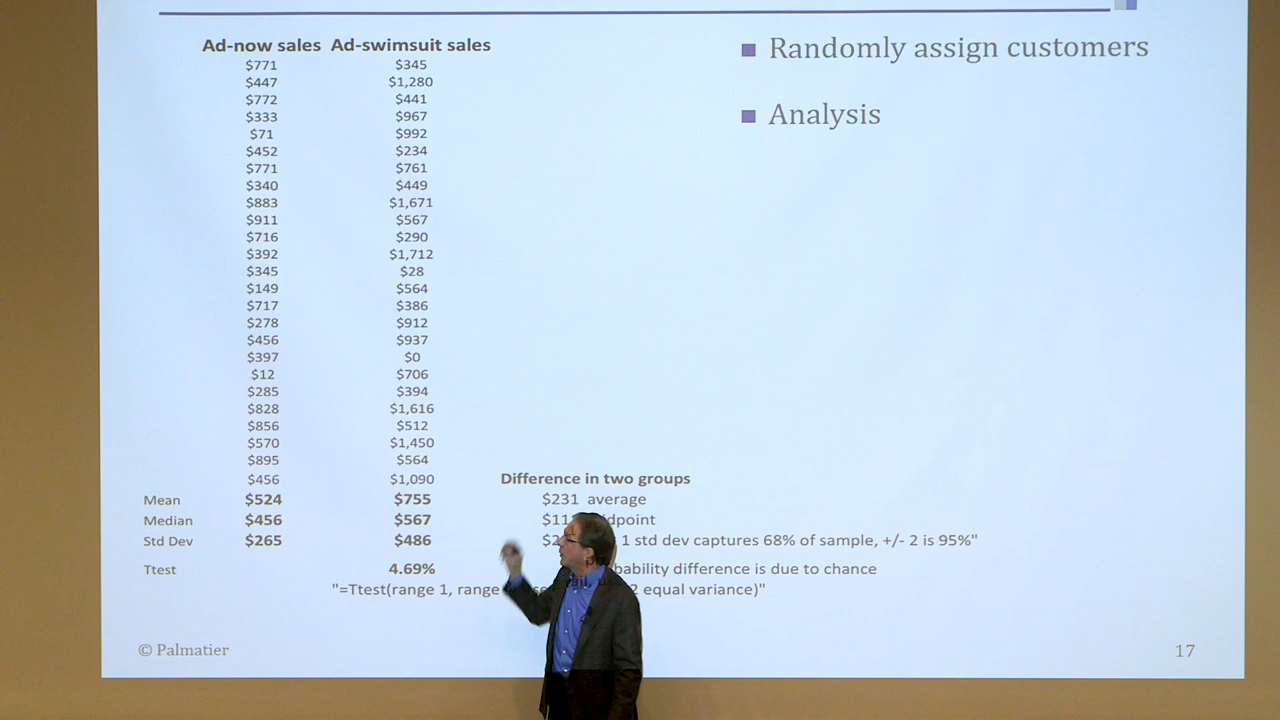 Ad-now sales Ad-swimsuit sales
$771 $345
$447 $1,280
$772 $441
$333 $967
$71 $992
$452 $234
$771 $761
$340 $449
$883 $1,671
$911 $567
$716 $290
$392 $1,712
$345 $28
$149 $564
$717 $386
$278 $912
$456 $937
$397 $0
$12 $706
$285 $394
$828 $1,616
$856 $512
$570 $1,450
$895 $564
$456 $1,090 Difference in two groups
Mean $524 $755 $231 average
Median $456 $567
Std Dev $265 $486 1 std dev captures 68% of sample, +/- 2 is 95%"
Ttest 4.69% difference is due to chance
"=Ttest(range 1, range 2 equal variance)"
Randomly assign customers
Analysis
© Palmatier
17